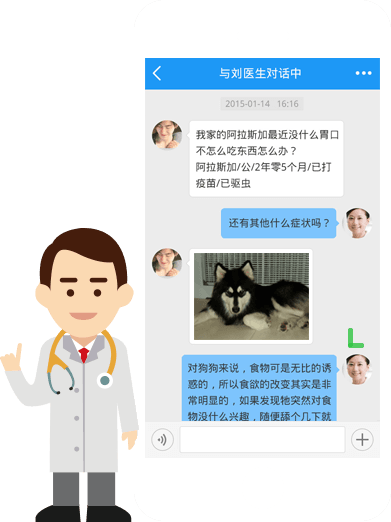 与刘医生对话中
2015-01-14 16:16
我家的阿拉斯加最近没什么胃口
不怎么吃东西怎么办？
阿拉斯加/公/2年零5个月/已打
疫苗/已驱虫
还有其他什么症状吗？
对狗狗来说，食物可是无比的诱
惑的，所以食欲的改变其实是非
常明显的，如果发现牠突然对食
物没什么兴趣，随便舔个几下就